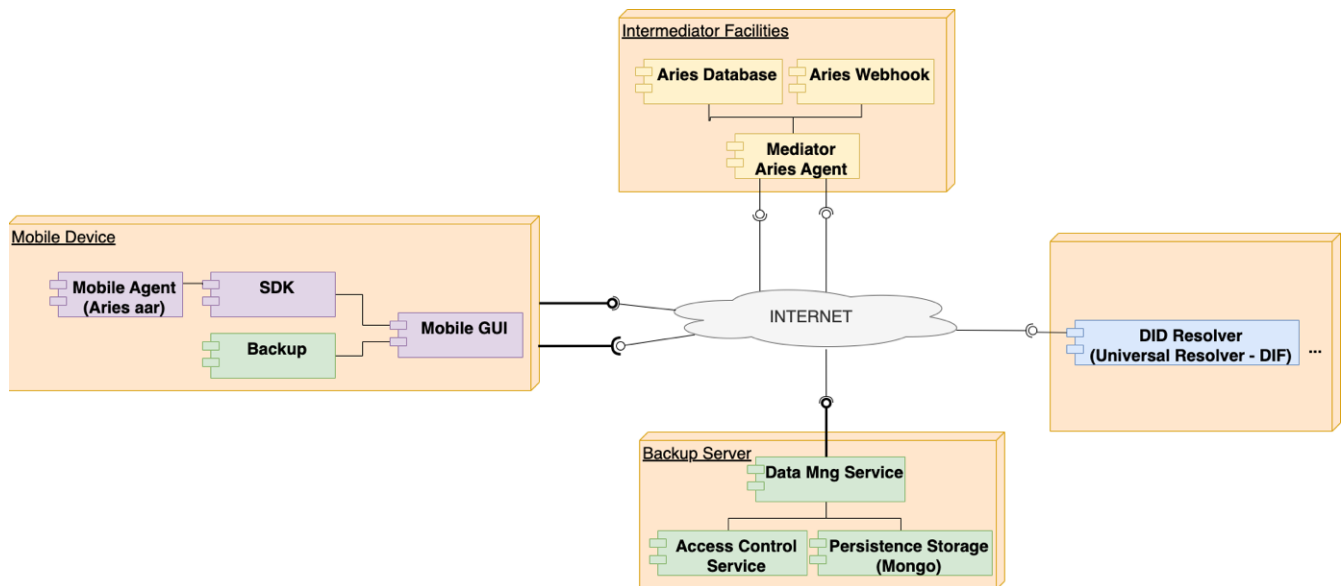 Intermediator Facilities
Aries Database
Aries Webhook
Mediator
Aries Agent
Mobile Device
Mobile Agent
(Aries aar)
SDK
Mobile GUI
Backup
INTERNET
DID Resolver
(Universal Resolver - DIF)
...
Backup Server
Data Mng Service
Access Control
Service
Persistence Storage
(Mongo)